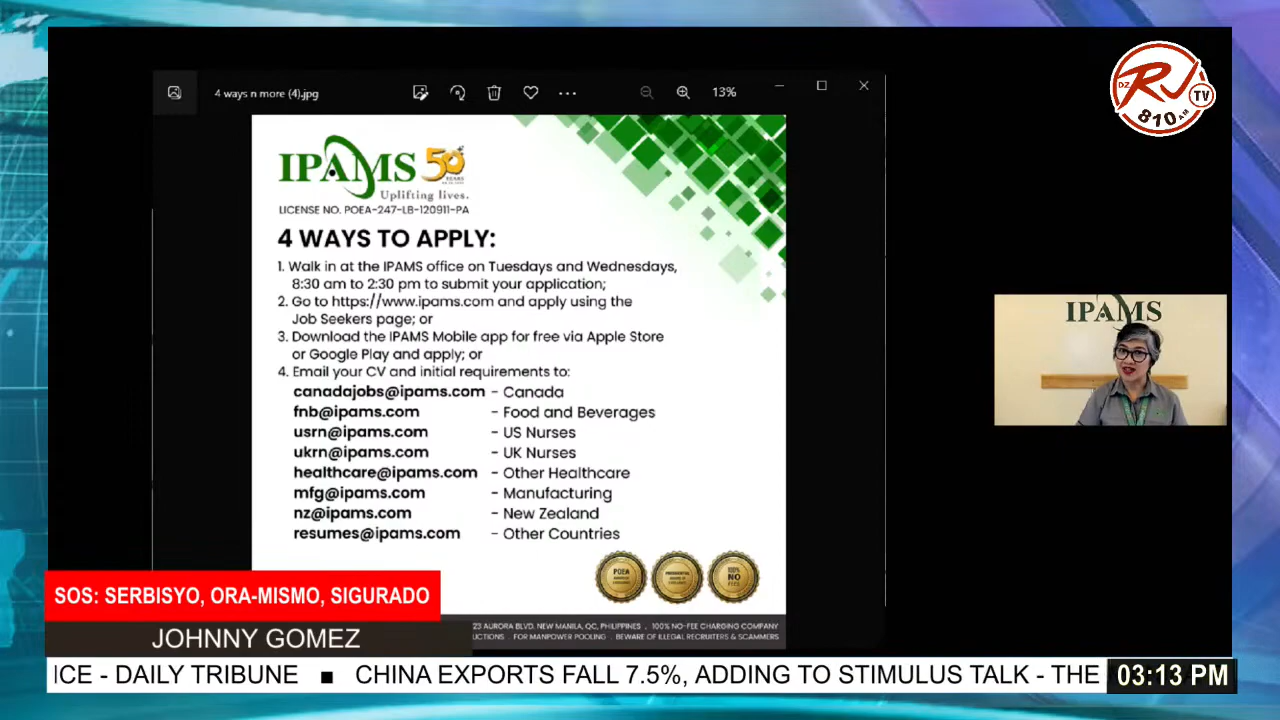 4 ways n more (4).jpg
13%
DZ RJ TV
810 AM
IPAMS 50
YEARS
Uplifting lives.
LICENSE NO. POEA-247-LB-120911-PA
4 WAYS TO APPLY:
1. Walk in at the IPAMS office on Tuesdays and Wednesdays,
8:30 am to 2:30 pm to submit your application;
2. Go to https://www.ipams.com and apply using the
Job Seekers page; or
3. Download the IPAMS Mobile app for free via Apple Store
or Google Play and apply; or
4. Email your CV and initial requirements to:
canadajobs@ipams.com - Canada
fnb@ipams.com - Food and Beverages
usrn@ipams.com - US Nurses
ukrn@ipams.com - UK Nurses
healthcare@ipams.com - Other Healthcare
mfg@ipams.com - Manufacturing
nz@ipams.com - New Zealand
resumes@ipams.com - Other Countries
IPAMS
POEA
100%
NO
FEES
23 AURORA BLVD. NEW MANILA, QC, PHILIPPINES . 100% NO-FEE CHARGING COMPANY
UCTIONS . FOR MANPOWER POOLING . BEWARE OF ILLEGAL RECRUITERS & SCAMMERS
SOS: SERBISYO, ORA-MISMO, SIGURADO
JOHNNY GOMEZ
ICE - DAILY TRIBUNE ■ CHINA EXPORTS FALL 7.5%, ADDING TO STIMULUS TALK - THE
03:13 PM